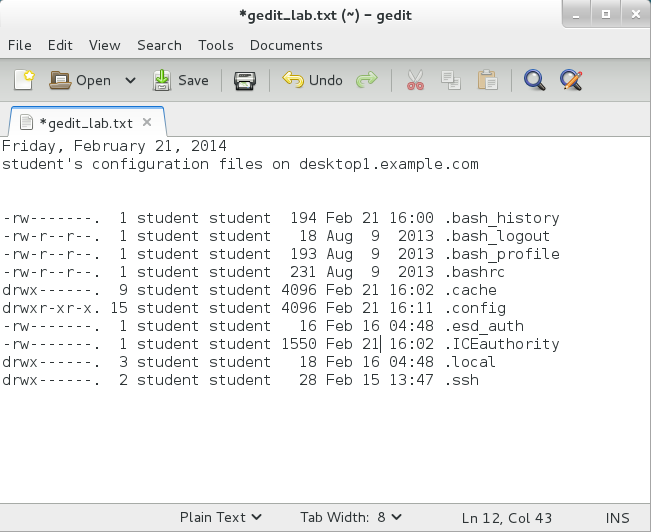 *gedit_lab.txt (~) – gedit
File Edit View Search Tools Documents
Open Save Undo
*gedit_lab.txt
Friday, February 21, 2014
student's configuration files on desktop1.example.com
-rw-------.  1 student student  194 Feb 21 16:00 .bash_history
-rw-r--r--.  1 student student   18 Aug  9  2013 .bash_logout
-rw-r--r--.  1 student student  193 Aug  9  2013 .bash_profile
-rw-r--r--.  1 student student  231 Aug  9  2013 .bashrc
drwx------.  9 student student 4096 Feb 21 16:02 .cache
drwxr-xr-x. 15 student student 4096 Feb 21 16:11 .config
-rw-------.  1 student student   16 Feb 16 04:48 .esd_auth
-rw-------.  1 student student 1550 Feb 21 16:02 .ICEauthority
drwx------.  3 student student   18 Feb 16 04:48 .local
drwx------.  2 student student   28 Feb 15 13:47 .ssh
Plain Text Tab Width: 8 Ln 12, Col 43 INS